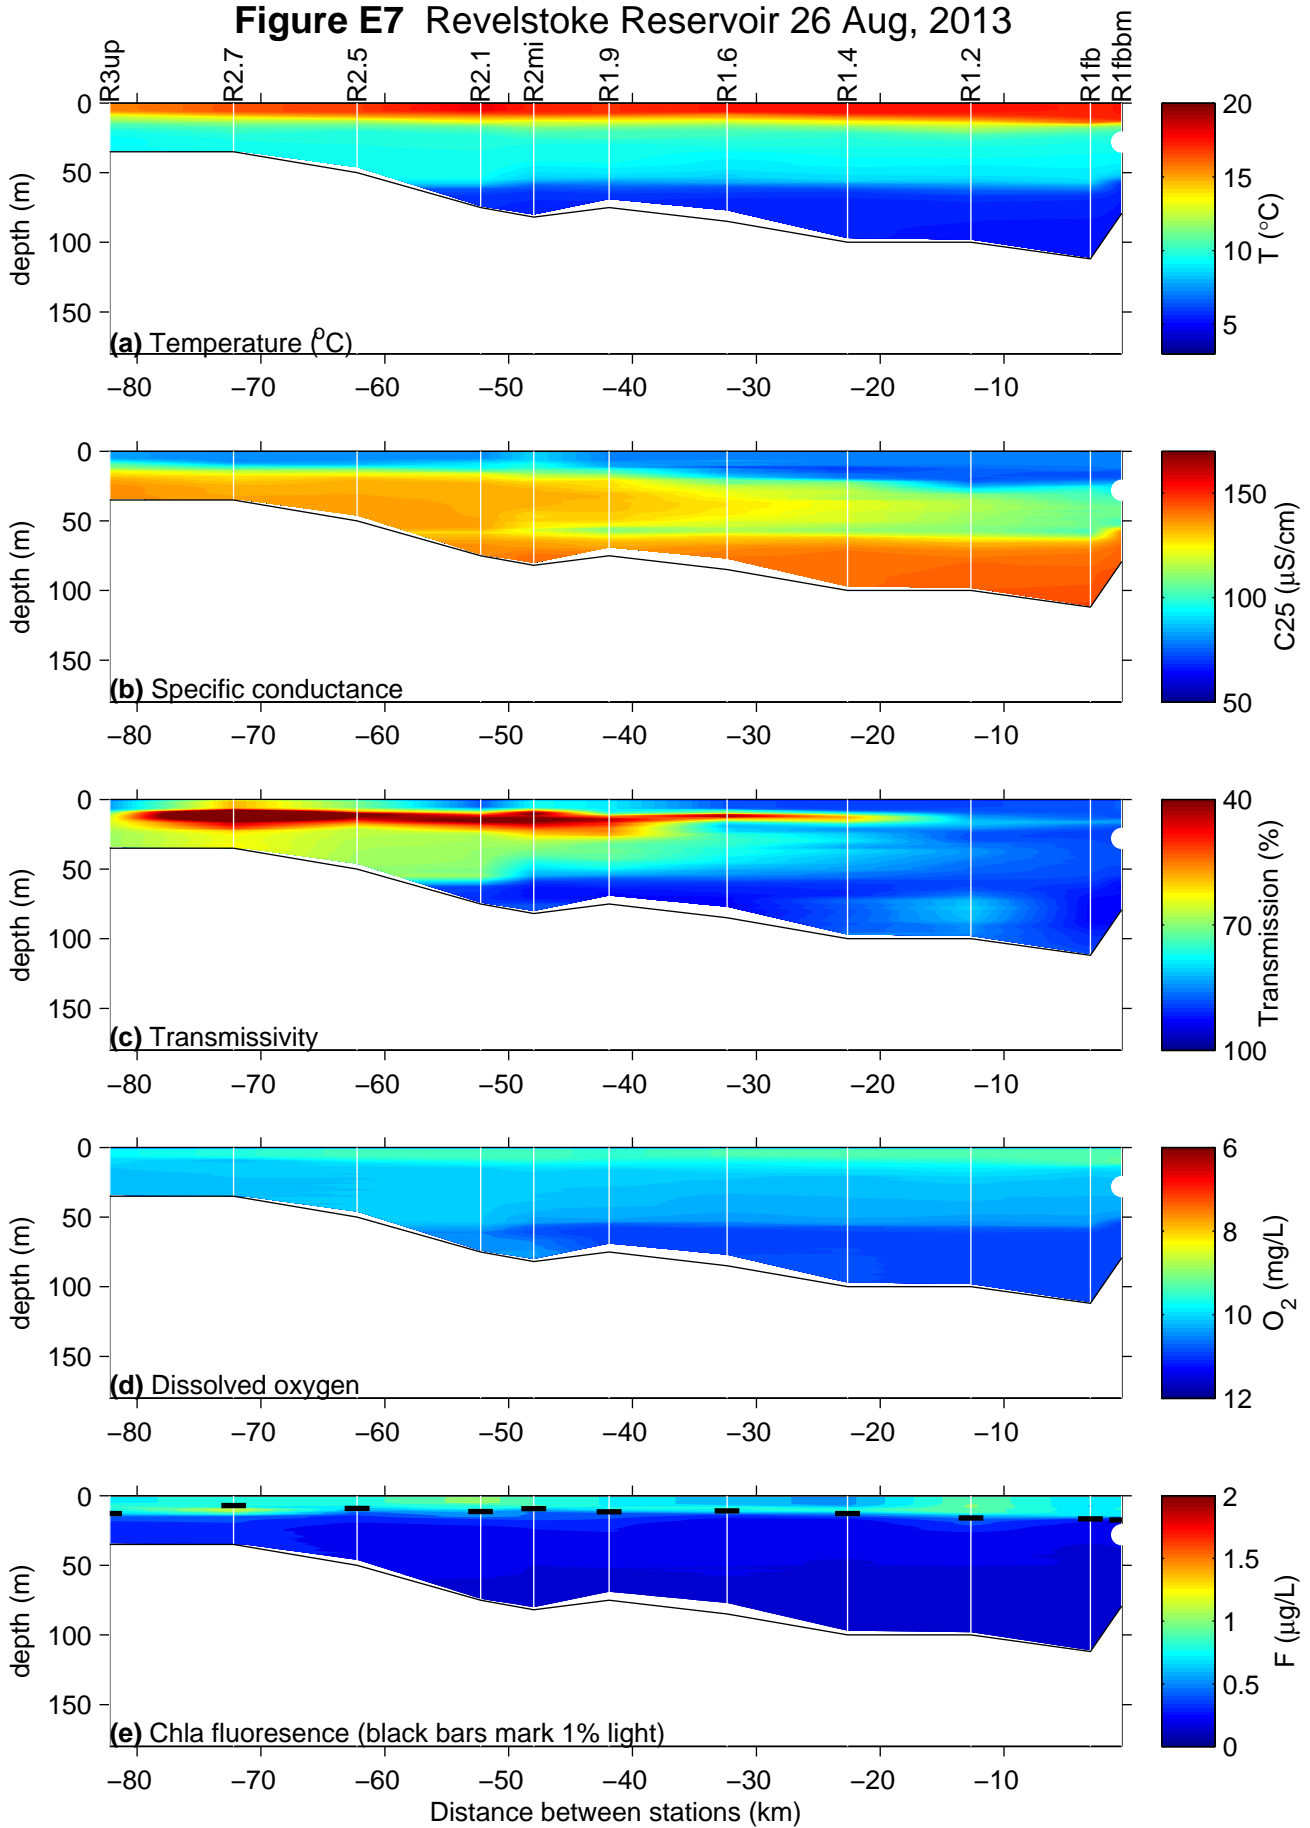 Figure E7 Revelstoke Reservoir 26 Aug, 2013
R3up R2.7 R2.5 R2.1 R2mi R1.9 R1.6 R1.4 R1.2 R1fb R1fbbm
0
50
100
150
depth (m)
(a) Temperature (°C)
−80 −70 −60 −50 −40 −30 −20 −10
20
15
10
5
T (°C)
0
50
100
150
depth (m)
(b) Specific conductance
−80 −70 −60 −50 −40 −30 −20 −10
150
100
50
C25 (µS/cm)
0
50
100
150
depth (m)
(c) Transmissivity
−80 −70 −60 −50 −40 −30 −20 −10
40
70
100
Transmission (%)
0
50
100
150
depth (m)
(d) Dissolved oxygen
−80 −70 −60 −50 −40 −30 −20 −10
6
8
10
12
O2 (mg/L)
0
50
100
150
depth (m)
(e) Chla fluoresence (black bars mark 1% light)
−80 −70 −60 −50 −40 −30 −20 −10
2
1.5
1
0.5
0
F (µg/L)
Distance between stations (km)